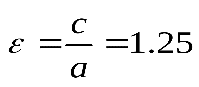 ε = c/a = 1.25